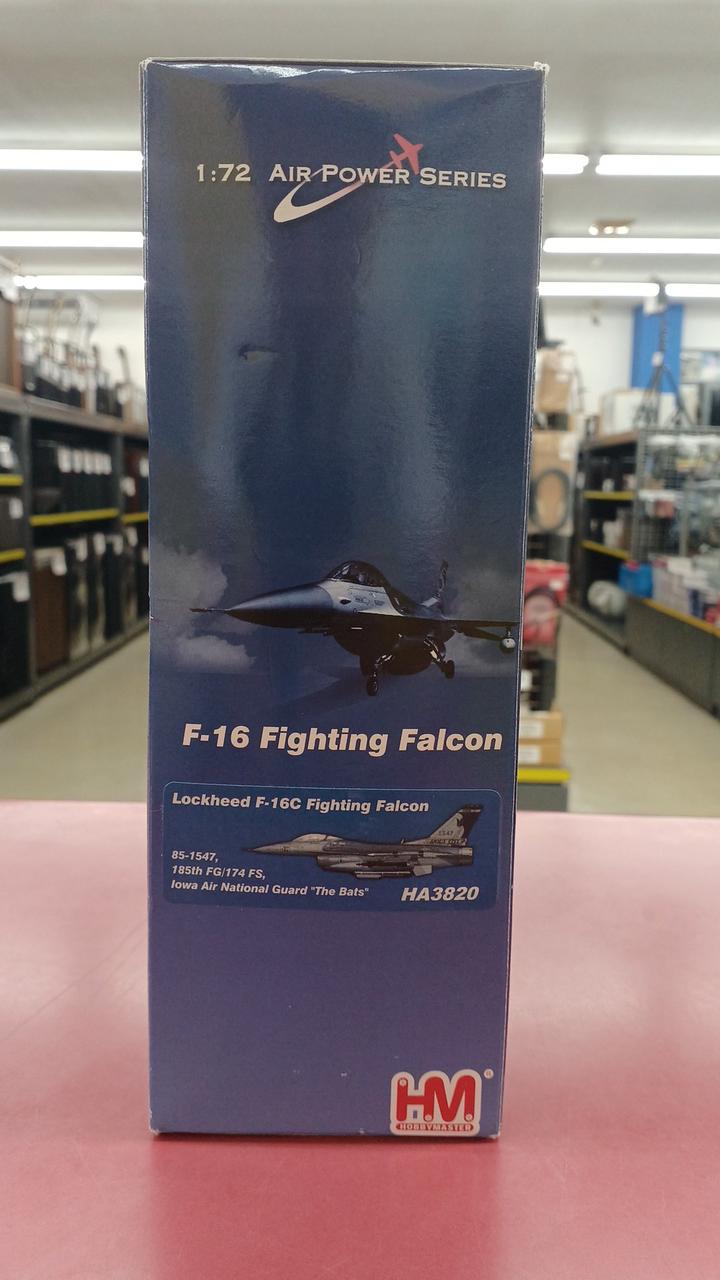 1:72 AIR POWER SERIES
F-16 Fighting Falcon
Lockheed F-16C Fighting Falcon
85-1547,
185th FG/174 FS,
Iowa Air National Guard "The Bats"
HA3820
HM
HOBBYMASTER